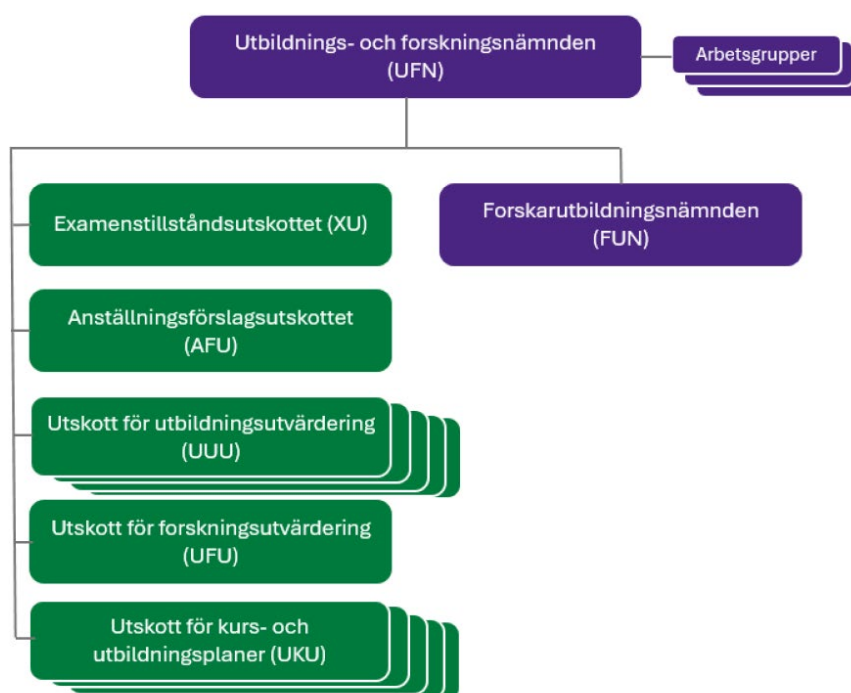 Utbildnings- och forskningsnämnden
(UFN)
Arbetsgrupper
Examenstillståndsutskottet (XU)
Forskarutbildningsnämnden
(FUN)
Anställningsförslagsutskottet
(AFU)
Utskott för utbildningsutvärdering
(UUU)
Utskott för forskningsutvärdering
(UFU)
Utskott för kurs- och
utbildningsplaner (UKU)